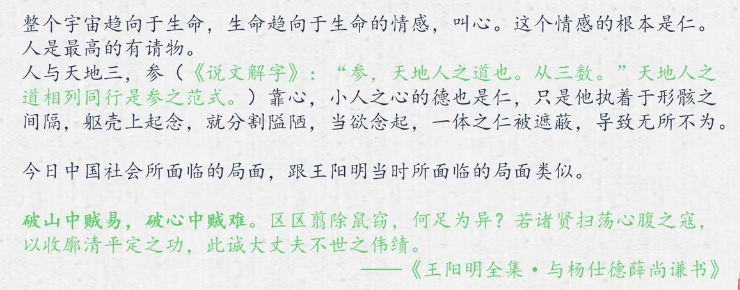 整个宇宙趋向于生命，生命趋向于生命的情感，叫心。这个情感的根本是仁。
人是最高的有请物。
人与天地三，参（《说文解字》：“参，天地人之道也。从三数。”天地人之
道相列同行是参之范式。）靠心，小人之心的德也是仁，只是他执着于形骸之
间隔，躯壳上起念，就分割隘陋，当欲念起，一体之仁被遮蔽，导致无所不为。
今日中国社会所面临的局面，跟王阳明当时所面临的局面类似。
破山中贼易，破心中贼难。区区翦除鼠窃，何足为异？若诸贤扫荡心腹之寇，
以收廓清平定之功，此诚大丈夫不世之伟绩。
——《王阳明全集·与杨仕德薛尚谦书》